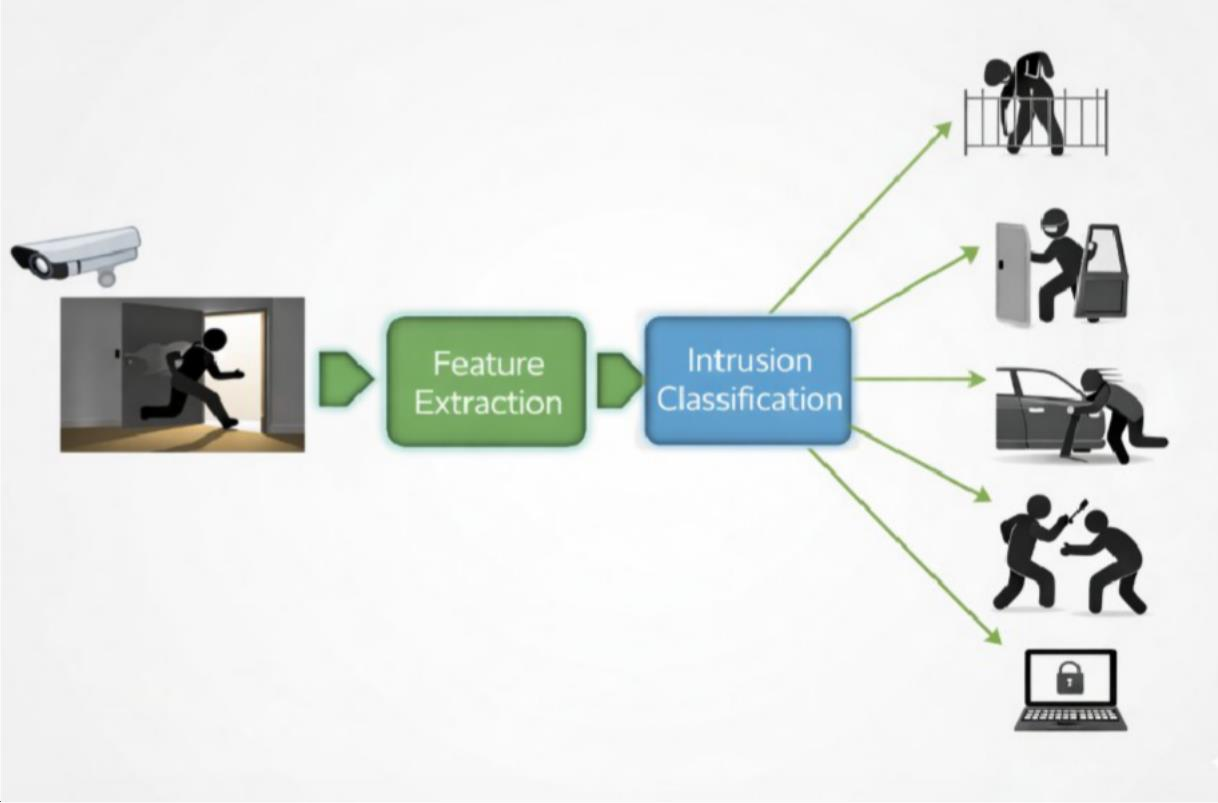 Feature
Extraction
Intrusion
Classification